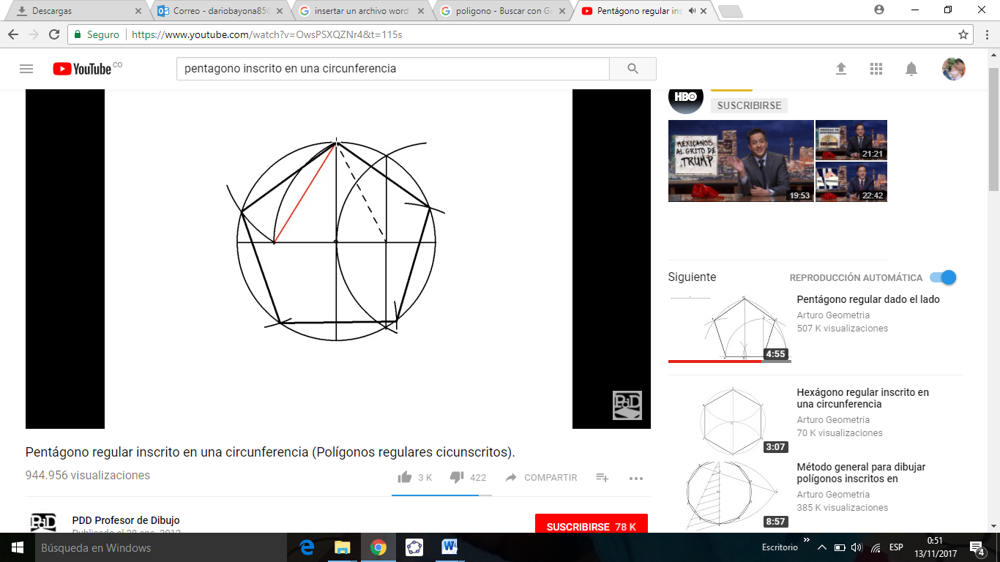 Descargas
Correo - dariobayona85@
insertar un archivo word
poligono - Buscar con Go
Pentágono regular ins
Seguro
https://www.youtube.com/watch?v=OwsPSXQZNr4&t=115s
YouTube CO
pentagono inscrito en una circunferencia
HBO
SUSCRIBIRSE
MEXICANOS AL GRITO DE TRUMP
19:53
21:21
22:42
PdD
Siguiente
REPRODUCCIÓN AUTOMÁTICA
Pentágono regular dado el lado
Arturo Geometria
507 K visualizaciones
4:55
Hexágono regular inscrito en
una circunferencia
Arturo Geometria
70 K visualizaciones
3:07
Método general para dibujar
polígonos inscritos en
Arturo Geometria
385 K visualizaciones
8:57
Pentágono regular inscrito en una circunferencia (Polígonos regulares cicunscritos).
944.956 visualizaciones
3 K
422
COMPARTIR
PdD
PDD Profesor de Dibujo
Publicado el 28 ene. 2012
SUSCRIBIRSE 78 K
Búsqueda en Windows
Escritorio
ESP
0:51
13/11/2017
4